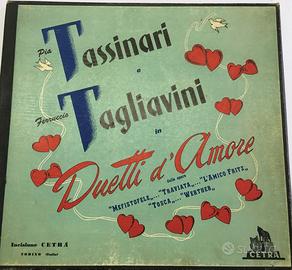 Pia Tassinari
e
Ferruccio Tagliavini
in
Duetti d'Amore
dalle opere
"MEFISTOFELE„... "TRAVIATA„... "L'AMICO FRITZ„
"TOSCA„... "WERTHER„
Incisione CETRA
TORINO (Italia)
CETRA